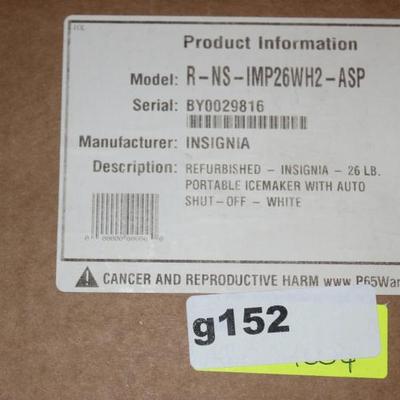 Product Information
Model: R-NS-IMP26WH2-ASP
Serial: BY0029816
Manufacturer: INSIGNIA
Description: REFURBISHED - INSIGNIA - 26 LB.
PORTABLE ICEMAKER WITH AUTO
SHUT-OFF - WHITE
CANCER AND REPRODUCTIVE HARM www P65War
g152